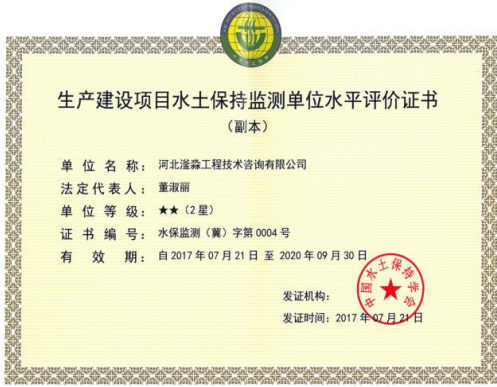 生产建设项目水土保持监测单位水平评价证书
(副本)
单位名称：河北滏淼工程技术咨询有限公司
法定代表人：董淑丽
单位等级：★★(2星)
证书编号：水保监测(冀)字第0004号
有效期：自2017年07月21日 至 2020年09月30日
中国水土保持学会
发证机构：
发证时间：2017年07月21日